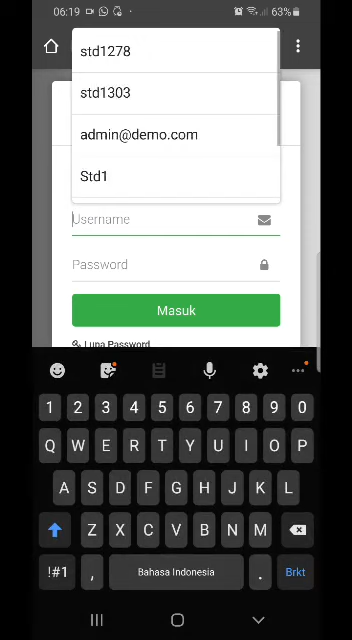 06:19
63%
std1278
std1303
admin@demo.com
Std1
Username
Password
Masuk
Lupa Password
1 2 3 4 5 6 7 8 9 0
Q W E R T Y U I O P
A S D F G H J K L
Z X C V B N M
!#1 , Bahasa Indonesia . Brkt